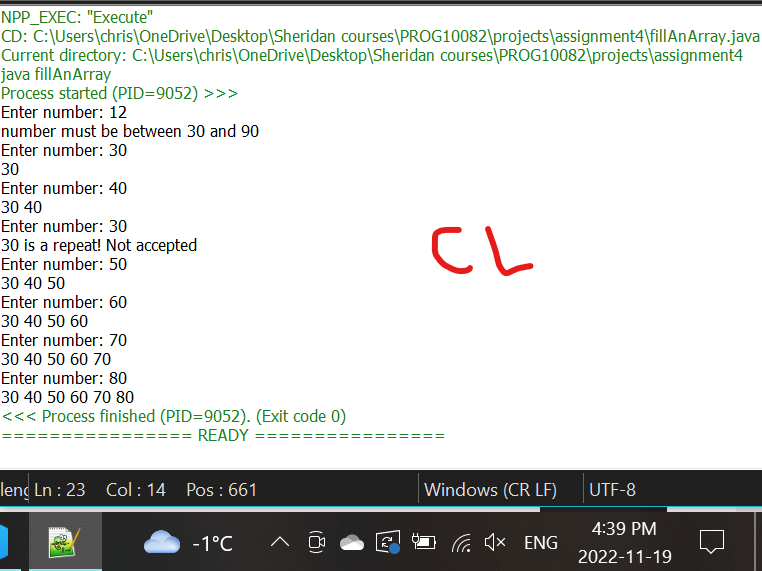 NPP_EXEC: "Execute"
CD: C:\Users\chris\OneDrive\Desktop\Sheridan courses\PROG10082\projects\assignment4\fillAnArray.java
Current directory: C:\Users\chris\OneDrive\Desktop\Sheridan courses\PROG10082\projects\assignment4
java fillAnArray
Process started (PID=9052) >>>
Enter number: 12
number must be between 30 and 90
Enter number: 30
30
Enter number: 40
30 40
Enter number: 30
30 is a repeat! Not accepted
Enter number: 50
30 40 50
Enter number: 60
30 40 50 60
Enter number: 70
30 40 50 60 70
Enter number: 80
30 40 50 60 70 80
<<< Process finished (PID=9052). (Exit code 0)
================ READY ================
CL
leng Ln : 23 Col : 14 Pos : 661 Windows (CR LF) UTF-8
-1°C ENG 4:39 PM
2022-11-19